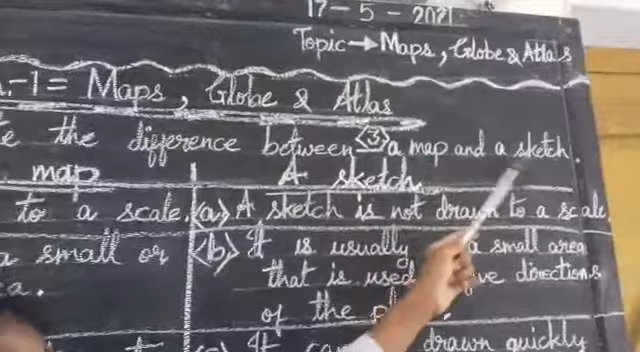 17 - 5 - 2021
Topic → Maps, Globe & Atlas
-1 = Maps, Globe & Atlas
the difference between <3> a map and a sketch.
map | A sketch
to a scale. | <a> A sketch is not drawn to a scale.
a small or | <b> It is usually a small area
that is used directions
of the
It drawn quickly